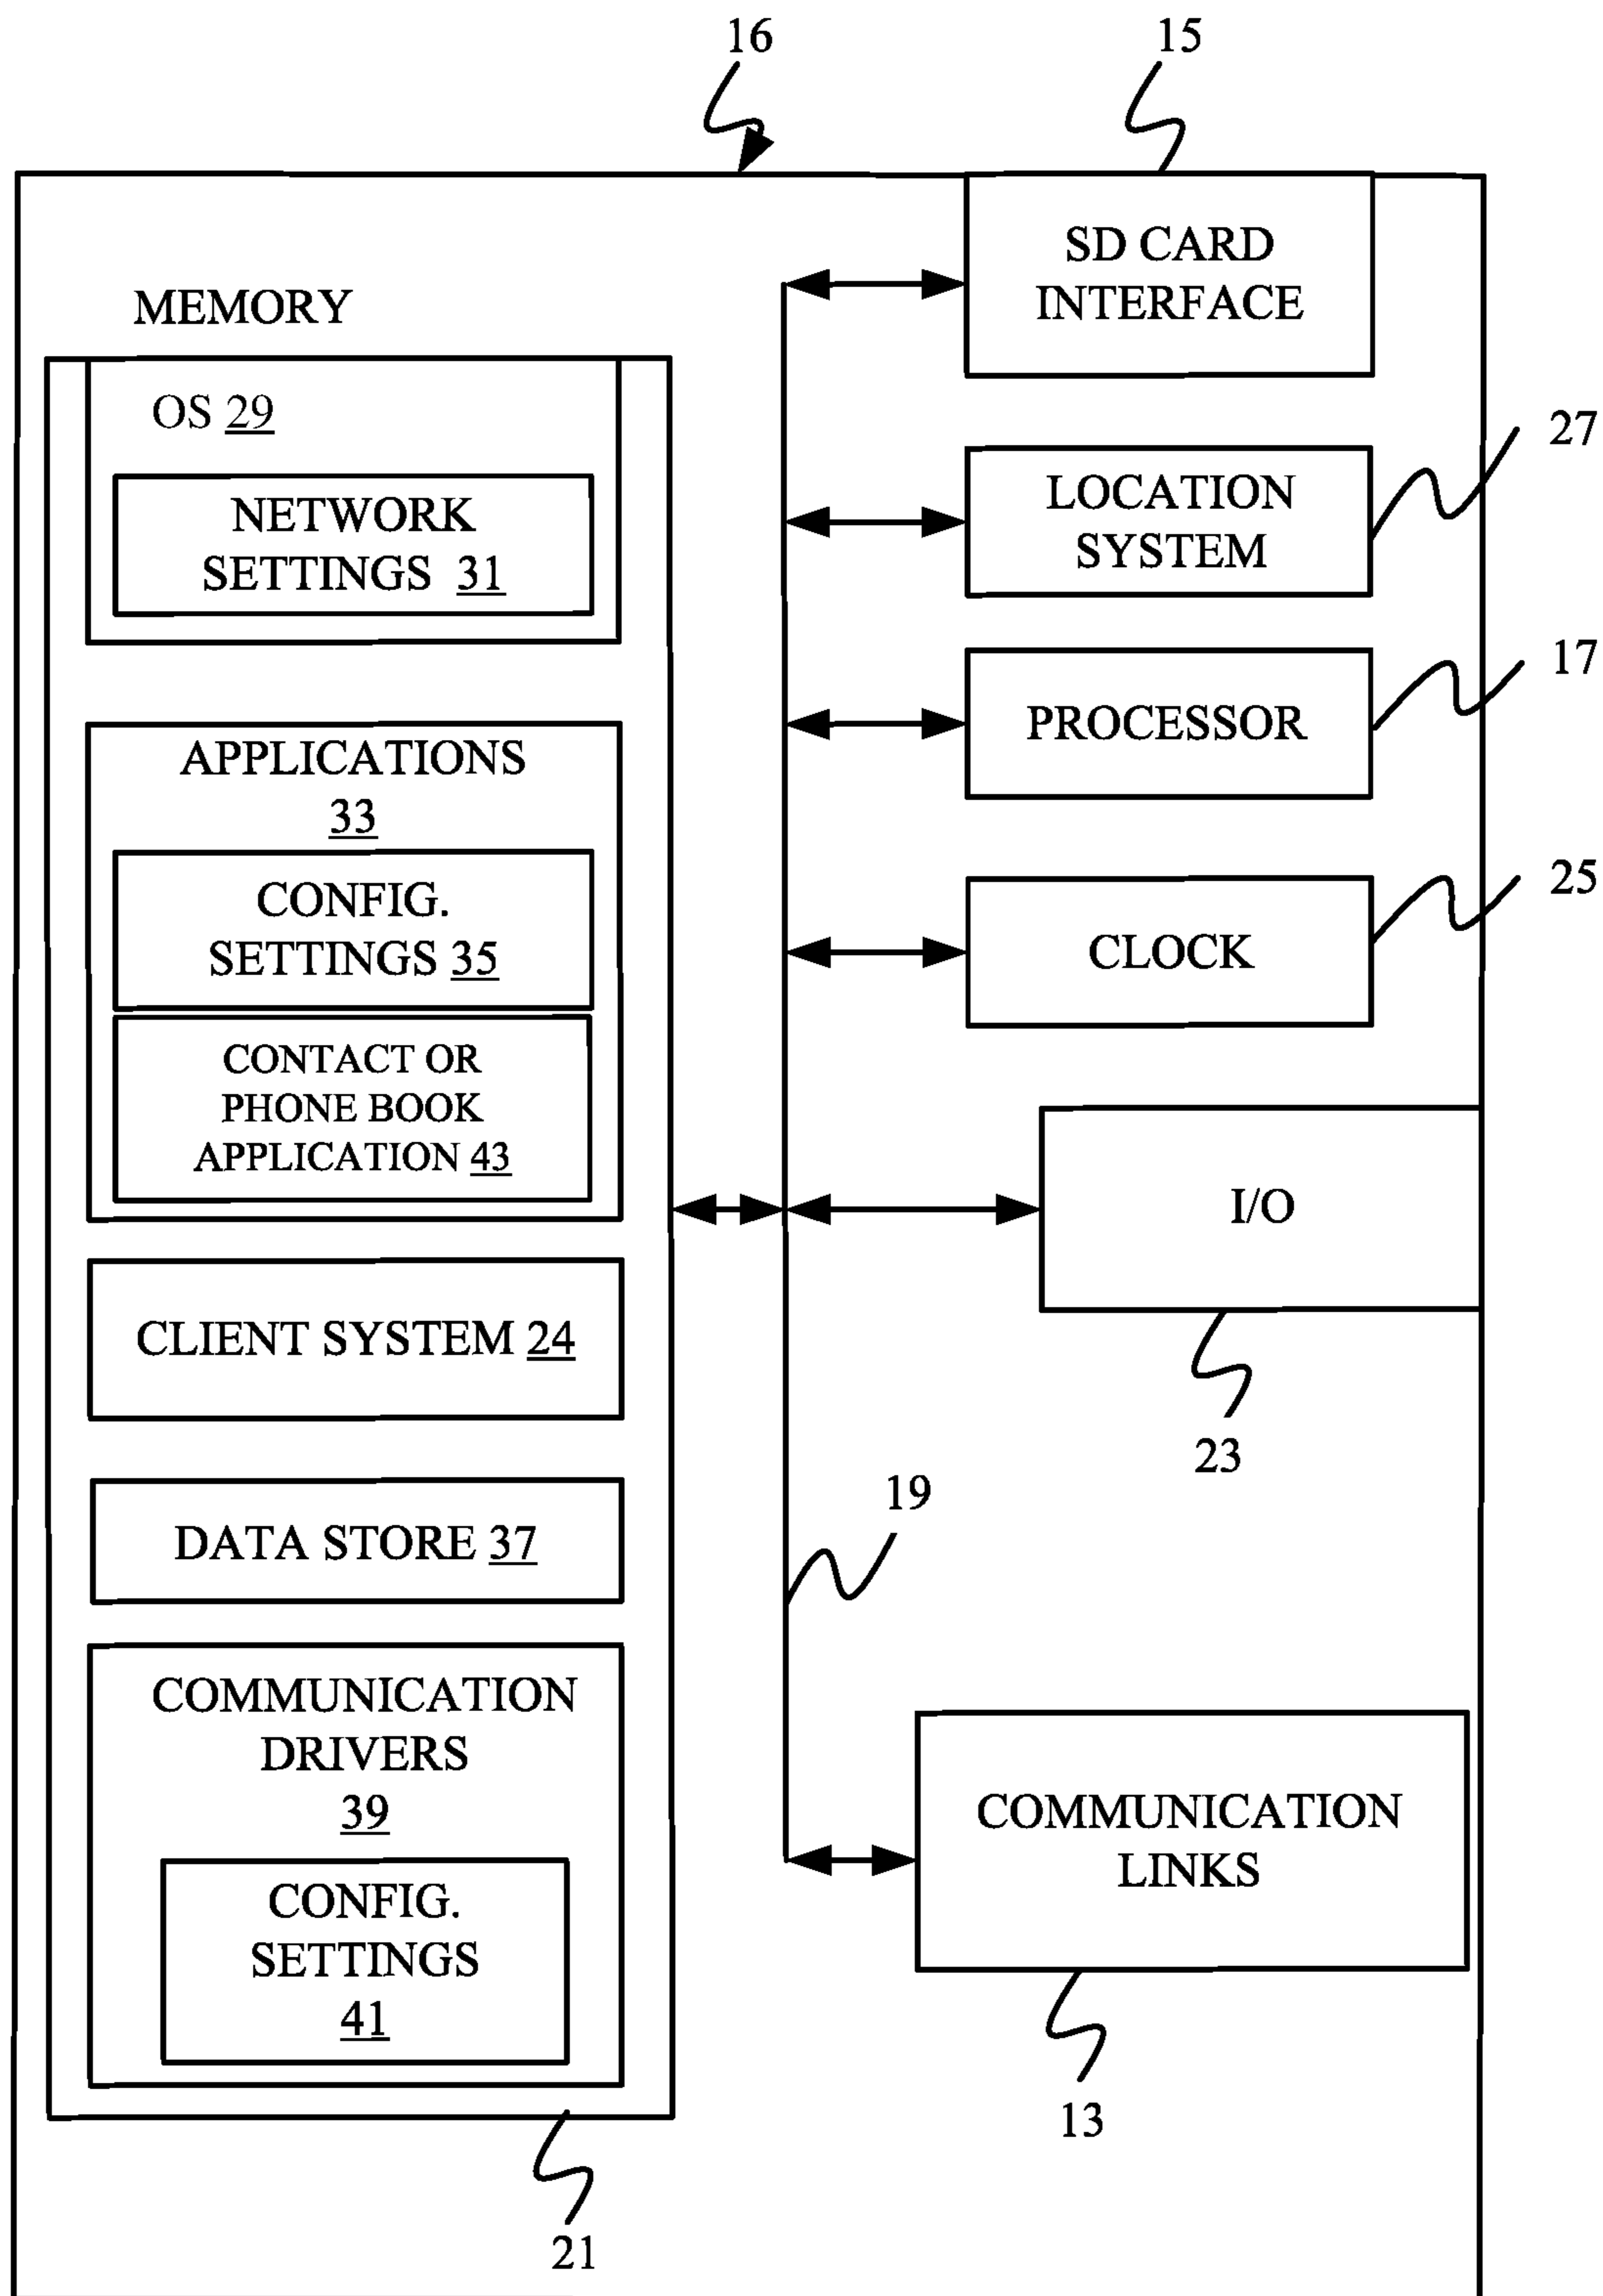 16
15
SD CARD
INTERFACE
MEMORY
OS 29
NETWORK
SETTINGS 31
27
LOCATION
SYSTEM
17
PROCESSOR
APPLICATIONS
33
CONFIG.
SETTINGS 35
25
CLOCK
CONTACT OR
PHONE BOOK
APPLICATION 43
I/O
CLIENT SYSTEM 24
23
19
DATA STORE 37
COMMUNICATION
DRIVERS
39
COMMUNICATION
LINKS
CONFIG.
SETTINGS
41
13
21